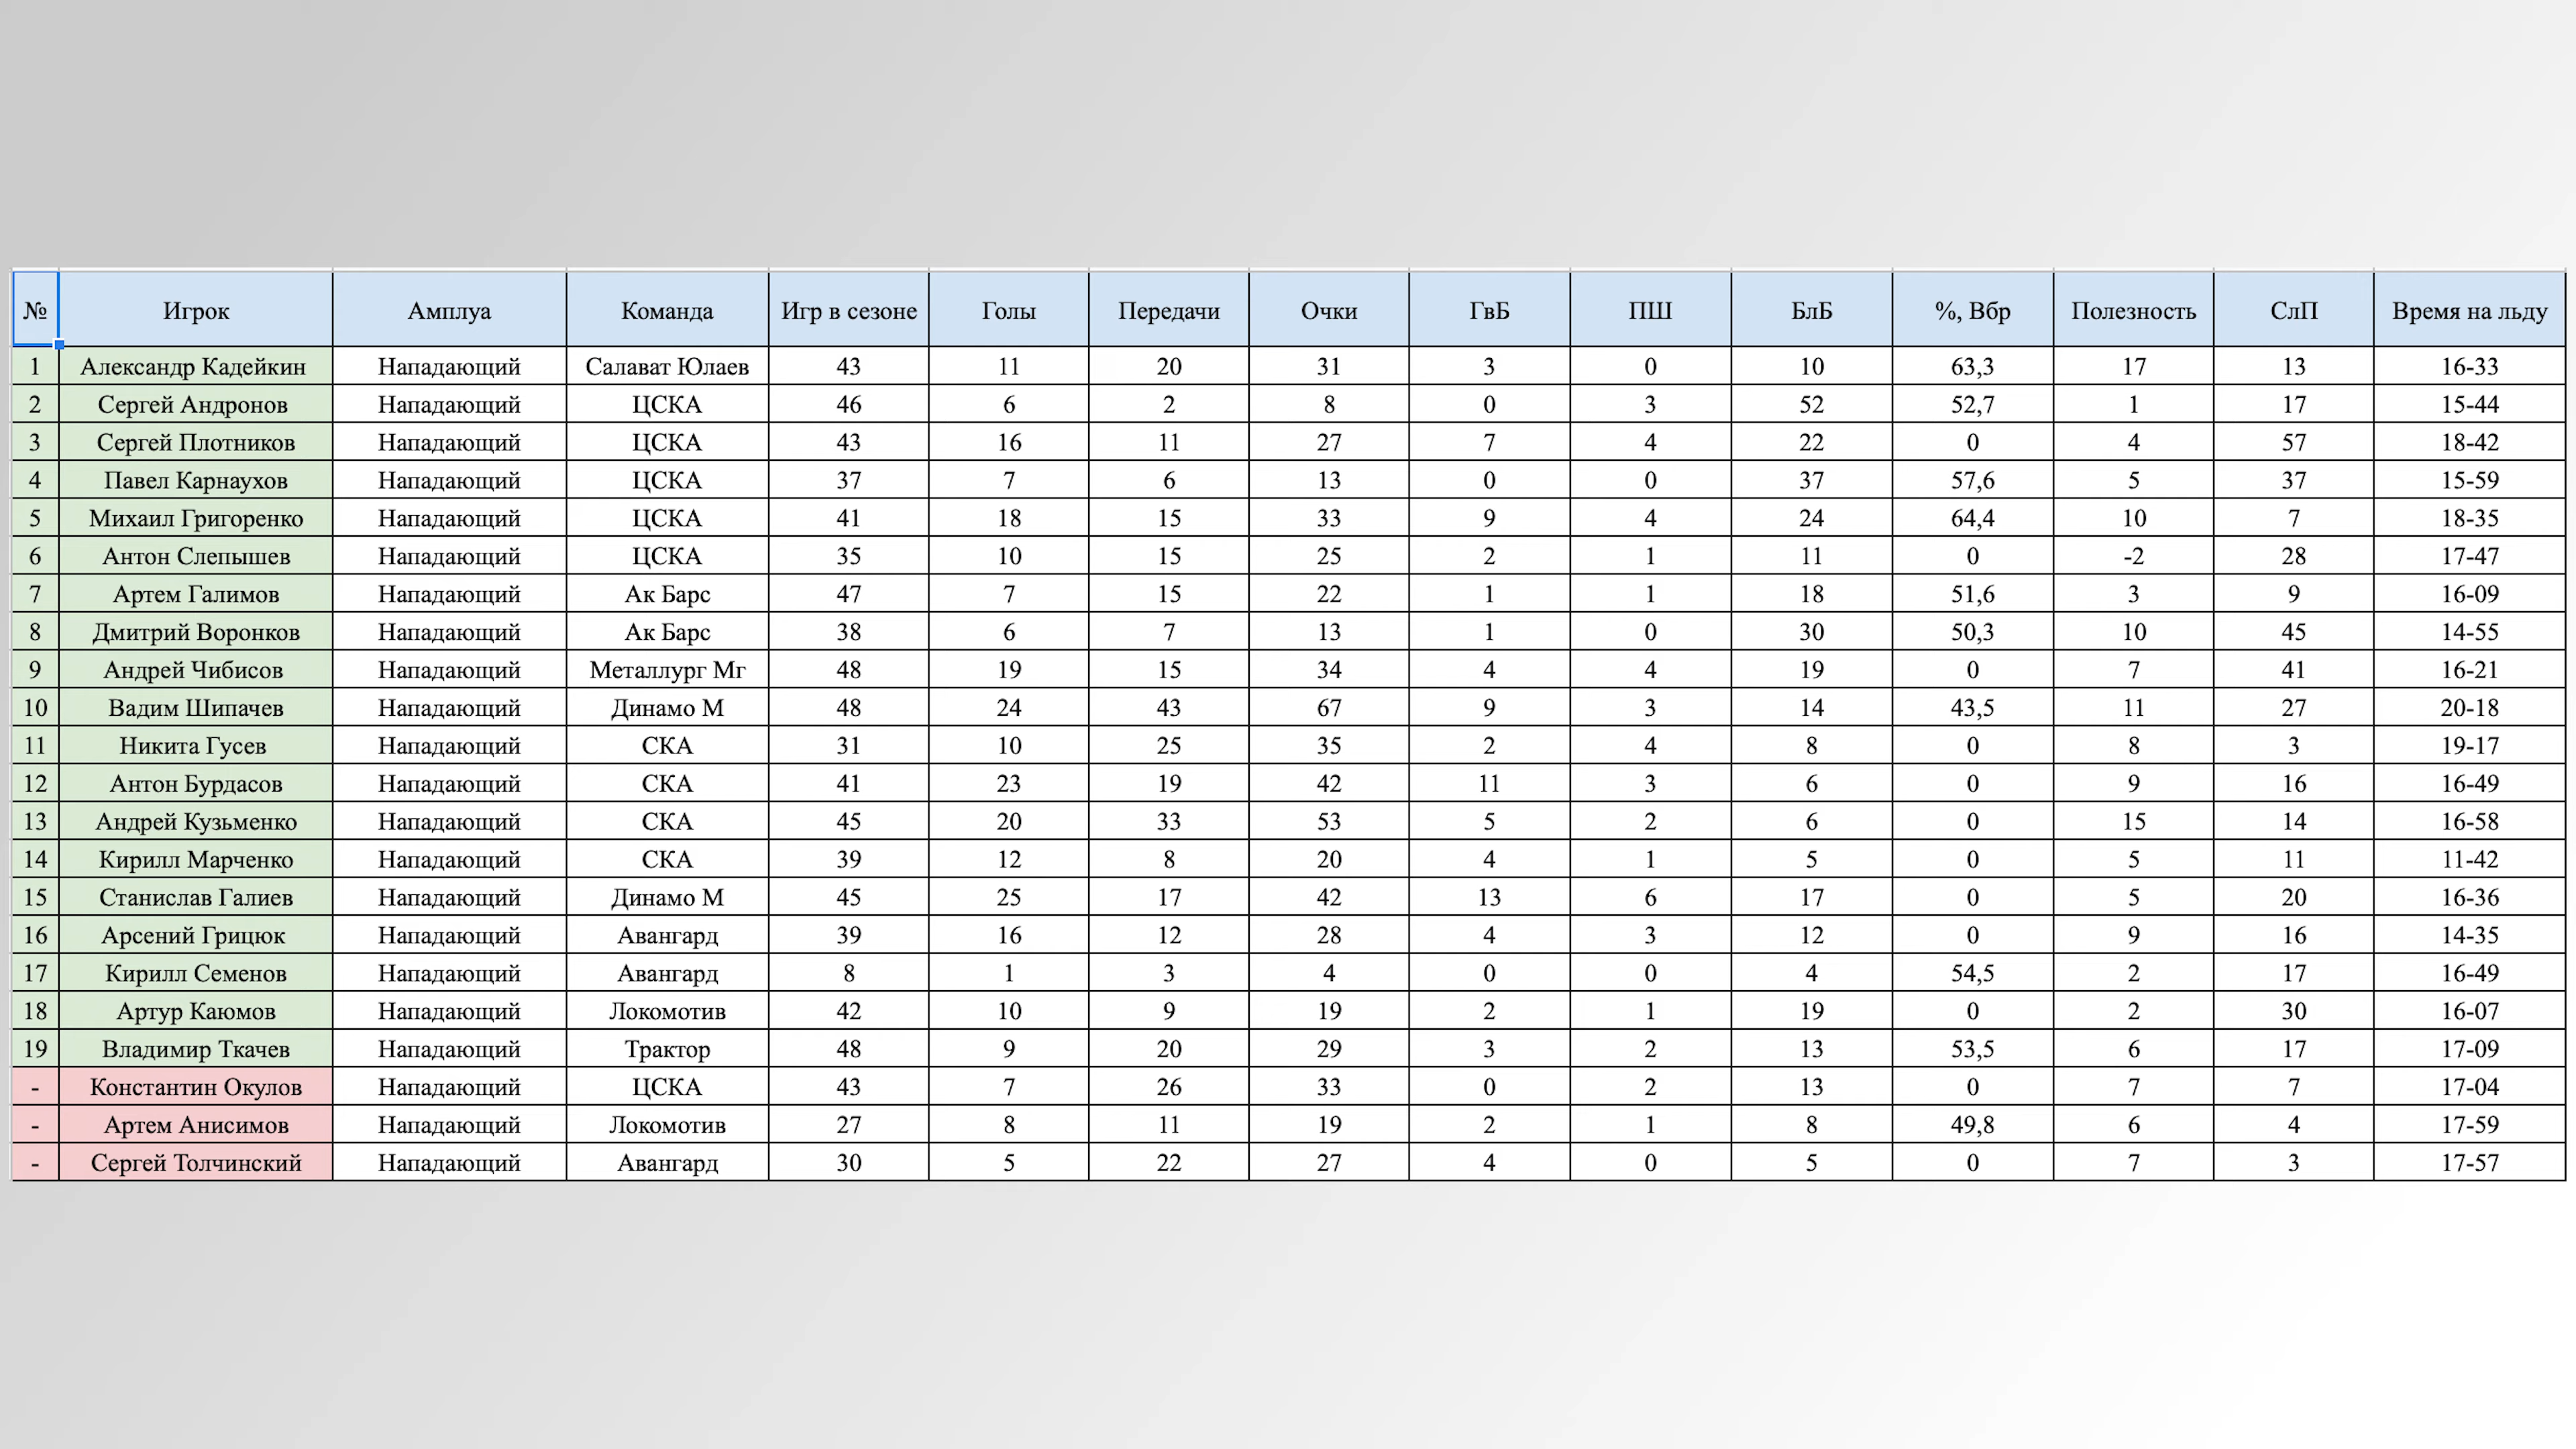 № Игрок Амплуа Команда Игр в сезоне Голы Передачи Очки ГвБ ПШ БлБ %, Вбр Полезность СлП Время на льду
1 Александр Кадейкин Нападающий Салават Юлаев 43 11 20 31 3 0 10 63,3 17 13 16-33
2 Сергей Андронов Нападающий ЦСКА 46 6 2 8 0 3 52 52,7 1 17 15-44
3 Сергей Плотников Нападающий ЦСКА 43 16 11 27 7 4 22 0 4 57 18-42
4 Павел Карнаухов Нападающий ЦСКА 37 7 6 13 0 0 37 57,6 5 37 15-59
5 Михаил Григоренко Нападающий ЦСКА 41 18 15 33 9 4 24 64,4 10 7 18-35
6 Антон Слепышев Нападающий ЦСКА 35 10 15 25 2 1 11 0 -2 28 17-47
7 Артем Галимов Нападающий Ак Барс 47 7 15 22 1 1 18 51,6 3 9 16-09
8 Дмитрий Воронков Нападающий Ак Барс 38 6 7 13 1 0 30 50,3 10 45 14-55
9 Андрей Чибисов Нападающий Металлург Мг 48 19 15 34 4 4 19 0 7 41 16-21
10 Вадим Шипачев Нападающий Динамо М 48 24 43 67 9 3 14 43,5 11 27 20-18
11 Никита Гусев Нападающий СКА 31 10 25 35 2 4 8 0 8 3 19-17
12 Антон Бурдасов Нападающий СКА 41 23 19 42 11 3 6 0 9 16 16-49
13 Андрей Кузьменко Нападающий СКА 45 20 33 53 5 2 6 0 15 14 16-58
14 Кирилл Марченко Нападающий СКА 39 12 8 20 4 1 5 0 5 11 11-42
15 Станислав Галиев Нападающий Динамо М 45 25 17 42 13 6 17 0 5 20 16-36
16 Арсений Грицюк Нападающий Авангард 39 16 12 28 4 3 12 0 9 16 14-35
17 Кирилл Семенов Нападающий Авангард 8 1 3 4 0 0 4 54,5 2 17 16-49
18 Артур Каюмов Нападающий Локомотив 42 10 9 19 2 1 19 0 2 30 16-07
19 Владимир Ткачев Нападающий Трактор 48 9 20 29 3 2 13 53,5 6 17 17-09
- Константин Окулов Нападающий ЦСКА 43 7 26 33 0 2 13 0 7 7 17-04
- Артем Анисимов Нападающий Локомотив 27 8 11 19 2 1 8 49,8 6 4 17-59
- Сергей Толчинский Нападающий Авангард 30 5 22 27 4 0 5 0 7 3 17-57